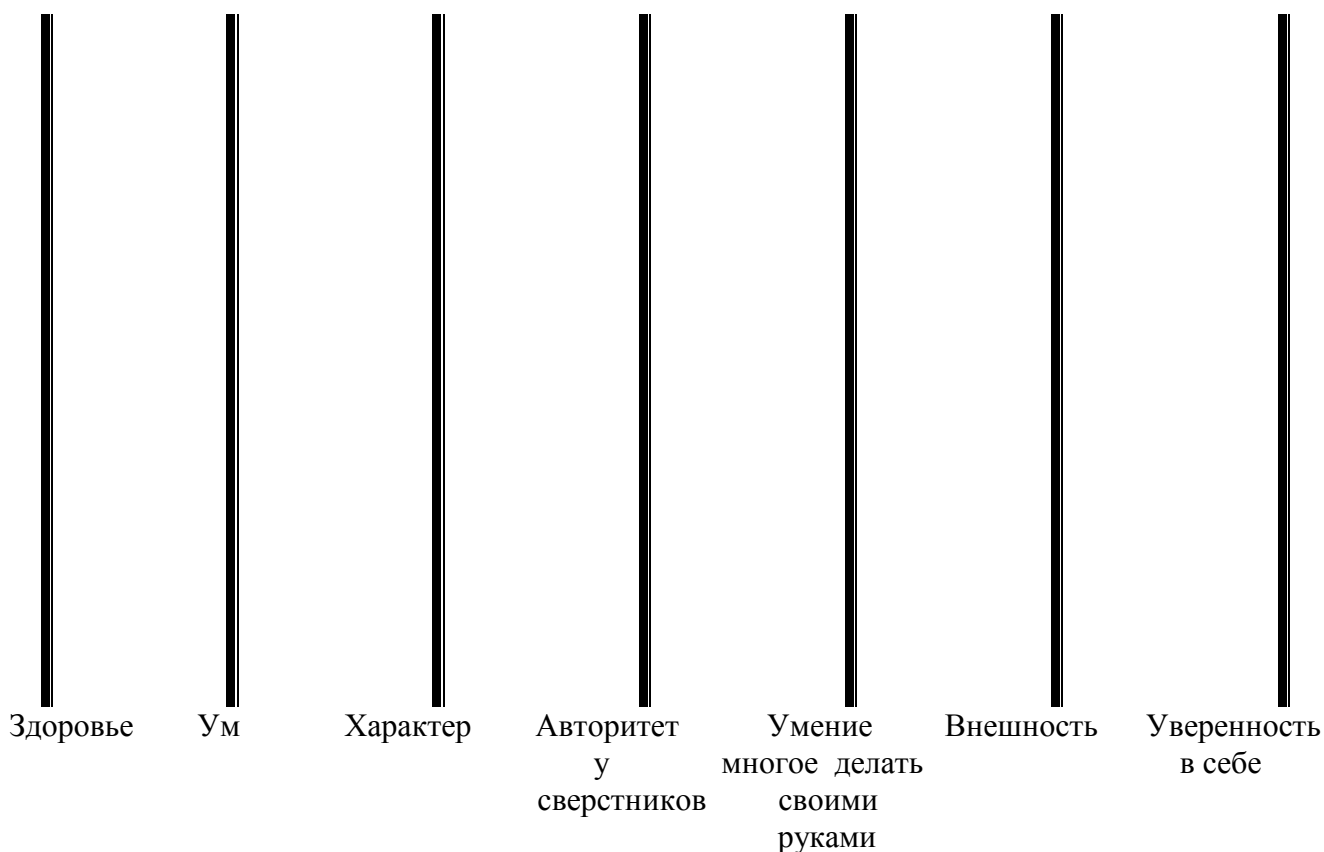 Здоровье Ум Характер Авторитет Умение Внешность Уверенность
у многое делать в себе
сверстников своими
руками